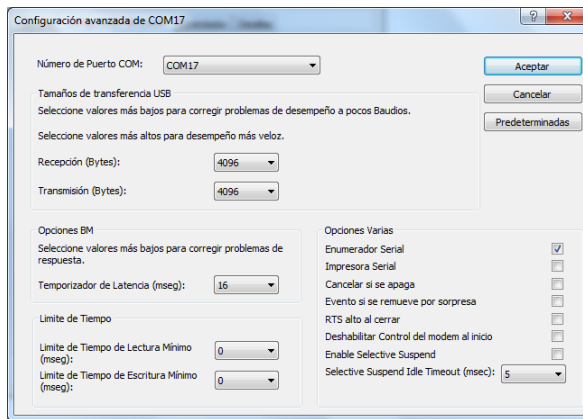 Configuración avanzada de COM17
Número de Puerto COM: COM17
Aceptar
Tamaños de transferencia USB
Cancelar
Seleccione valores más bajos para corregir problemas de desempeño a pocos Baudios.
Predeterminadas
Seleccione valores más altos para desempeño más veloz.
Recepción (Bytes): 4096
Transmisión (Bytes): 4096
Opciones BM
Seleccione valores más bajos para corregir problemas de
respuesta.
Temporizador de Latencia (mseg): 16
Limite de Tiempo
Limite de Tiempo de Lectura Mínimo
(mseg): 0
Limite de Tiempo de Escritura Mínimo
(mseg): 0
Opciones Varias
Enumerador Serial
Impresora Serial
Cancelar si se apaga
Evento si se remueve por sorpresa
RTS alto al cerrar
Deshabilitar Control del modem al inicio
Enable Selective Suspend
Selective Suspend Idle Timeout (msec): 5